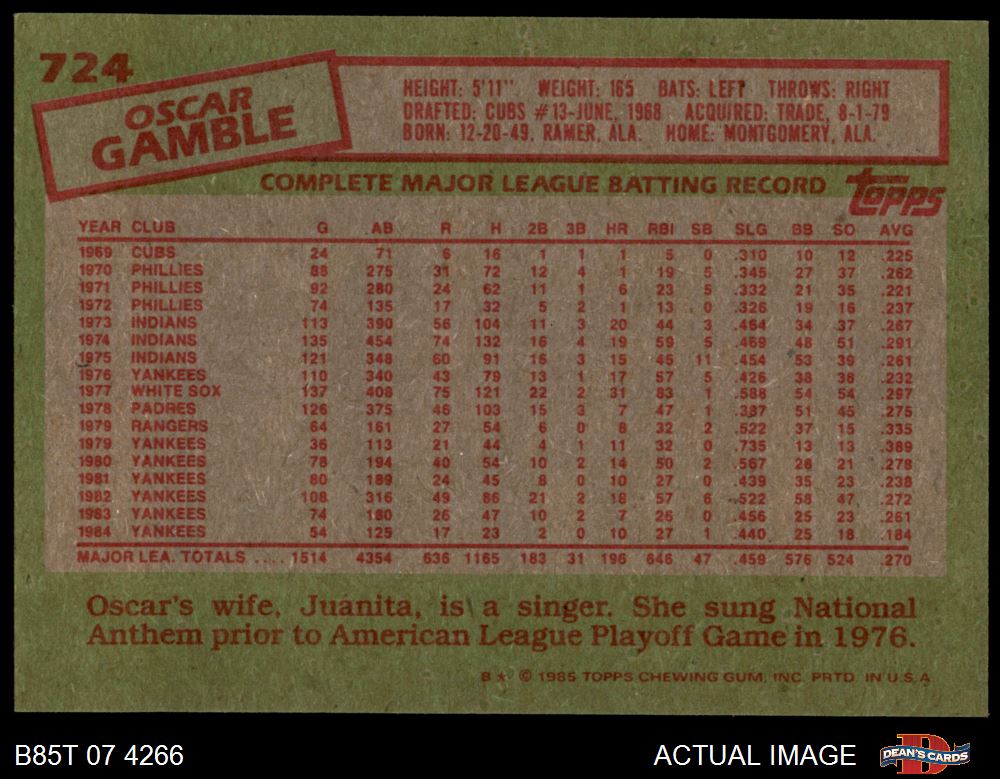 724
OSCAR
GAMBLE
HEIGHT: 5'11" WEIGHT: 165 BATS: LEFT THROWS: RIGHT
DRAFTED: CUBS #13-JUNE, 1968 ACQUIRED: TRADE, 8-1-79
BORN: 12-20-49, RAMER, ALA. HOME: MONTGOMERY, ALA.
COMPLETE MAJOR LEAGUE BATTING RECORD
topps
YEAR CLUB G AB R H 2B 3B HR RBI SB SLG BB SO AVG
1969 CUBS 24 71 6 16 1 1 1 5 0 .310 10 12 .225
1970 PHILLIES 88 275 31 72 12 4 1 19 5 .345 27 37 .262
1971 PHILLIES 92 280 24 62 11 1 6 23 5 .332 21 35 .221
1972 PHILLIES 74 135 17 32 5 2 1 13 0 .326 19 16 .237
1973 INDIANS 113 390 56 104 11 3 20 44 3 .464 34 37 .267
1974 INDIANS 135 454 74 132 16 4 19 59 5 .469 48 51 .291
1975 INDIANS 121 348 60 91 16 3 15 45 11 .454 53 39 .261
1976 YANKEES 110 340 43 79 13 1 17 57 5 .426 38 38 .232
1977 WHITE SOX 137 408 75 121 22 2 31 83 1 .588 54 54 .297
1978 PADRES 126 375 46 103 15 3 7 47 1 .387 51 45 .275
1979 RANGERS 64 161 27 54 6 0 8 32 2 .522 37 15 .335
1979 YANKEES 36 113 21 44 4 1 11 32 0 .735 13 13 .389
1980 YANKEES 78 194 40 54 10 2 14 50 2 .567 28 21 .278
1981 YANKEES 80 189 24 45 8 0 10 27 0 .439 35 23 .238
1982 YANKEES 108 316 49 86 21 2 18 57 6 .522 58 47 .272
1983 YANKEES 74 180 26 47 10 2 7 26 0 .456 25 23 .261
1984 YANKEES 54 125 17 23 2 0 10 27 1 .440 25 18 .184
MAJOR LEA. TOTALS ..... 1514 4354 636 1165 183 31 196 646 47 .459 576 524 .270
Oscar's wife, Juanita, is a singer. She sung National
Anthem prior to American League Playoff Game in 1976.
B★ © 1985 TOPPS CHEWING GUM, INC. PRTD. IN U.S.A
B85T 07 4266
ACTUAL IMAGE
DEAN'S CARDS